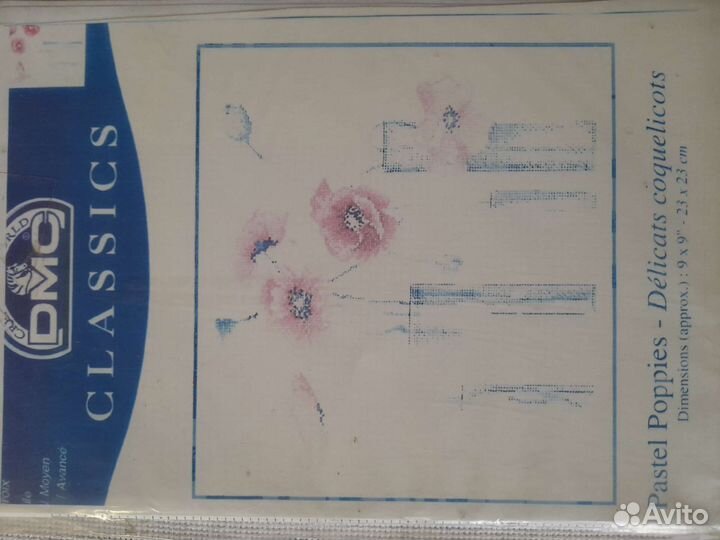 DMC
CLASSICS
Moyen
/ Avancé
Pastel Poppies - Délicats coquelicots
Dimensions (approx.) : 9 x 9" - 23 x 23 cm
Avito